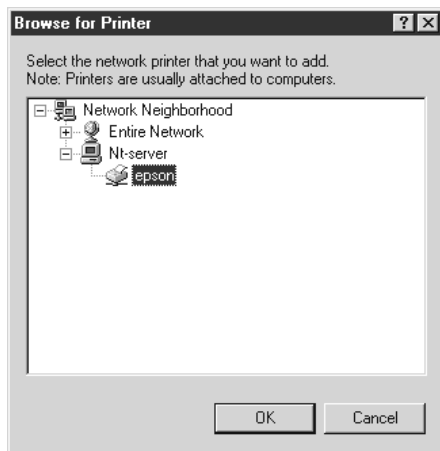 Browse for Printer
Select the network printer that you want to add.
Note: Printers are usually attached to computers.
Network Neighborhood
Entire Network
Nt-server
epson
OK
Cancel